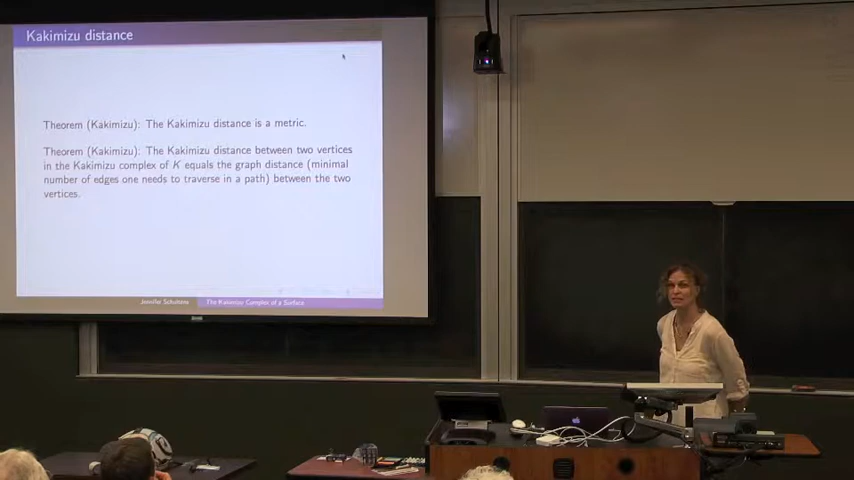 Kakimizu distance
Theorem (Kakimizu): The Kakimizu distance is a metric.
Theorem (Kakimizu): The Kakimizu distance between two vertices
in the Kakimizu complex of K equals the graph distance (minimal
number of edges one needs to traverse in a path) between the two
vertices.
Jennifer Schultens The Kakimizu Complex of a Surface